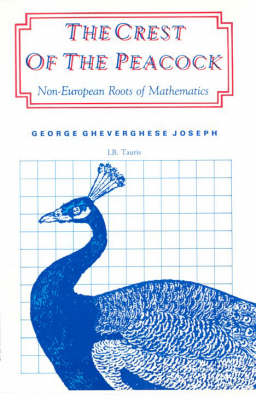 THE CREST
OF THE PEACOCK
Non-European Roots of Mathematics
GEORGE GHEVERGHESE JOSEPH
I.B. Tauris